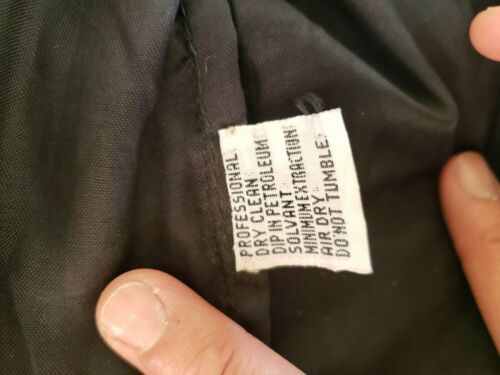 PROFESSIONAL
DRY CLEAN
DIP IN PETROLEUM
SOLVANT
MINIMUM EXTRACTION
AIR DRY
DO NOT TUMBLE